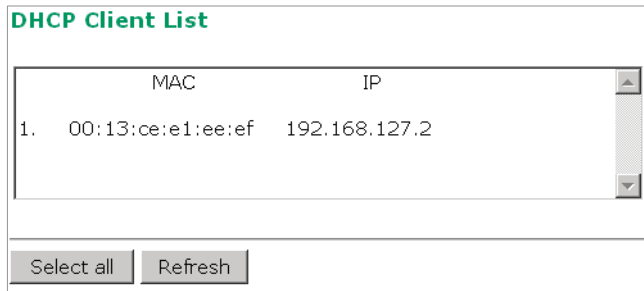 DHCP Client List
MAC IP
1. 00:13:ce:e1:ee:ef 192.168.127.2
Select all Refresh